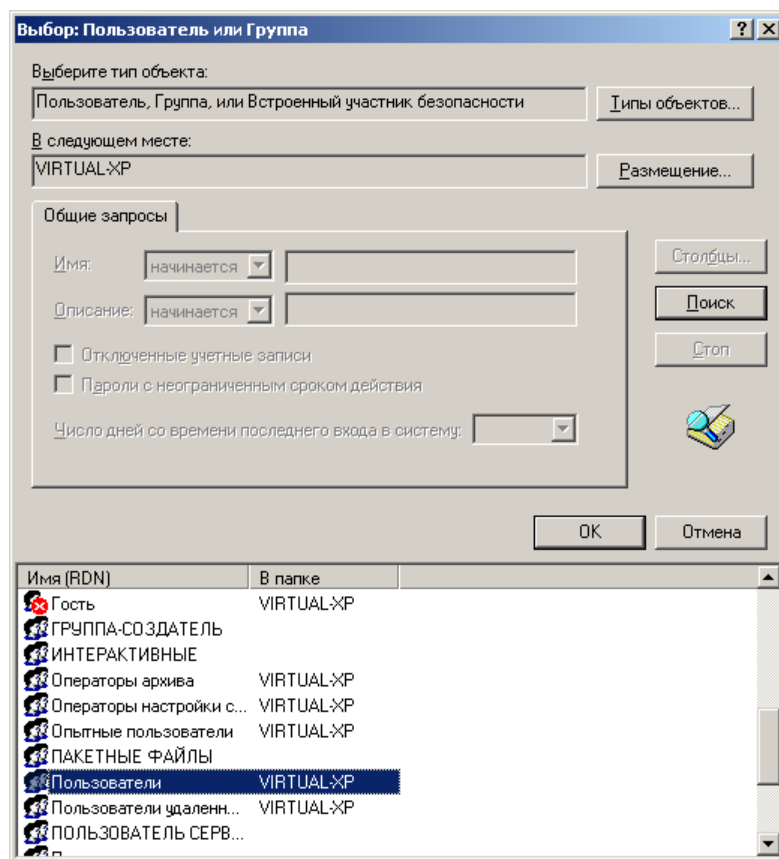 Выбор: Пользователь или Группа
Выберите тип объекта:
Пользователь, Группа, или Встроенный участник безопасности
Типы объектов...
В следующем месте:
VIRTUAL-XP
Размещение...
Общие запросы
Имя:
начинается
Столбцы...
Описание:
начинается
Поиск
Отключенные учетные записи
Стоп
Пароли с неограниченным сроком действия
Число дней со времени последнего входа в систему:
OK
Отмена
Имя (RDN) В папке
Гость VIRTUAL-XP
ГРУППА-СОЗДАТЕЛЬ
ИНТЕРАКТИВНЫЕ
Операторы архива VIRTUAL-XP
Операторы настройки с... VIRTUAL-XP
Опытные пользователи VIRTUAL-XP
ПАКЕТНЫЕ ФАЙЛЫ
Пользователи VIRTUAL-XP
Пользователи удаленн... VIRTUAL-XP
ПОЛЬЗОВАТЕЛЬ СЕРВ...